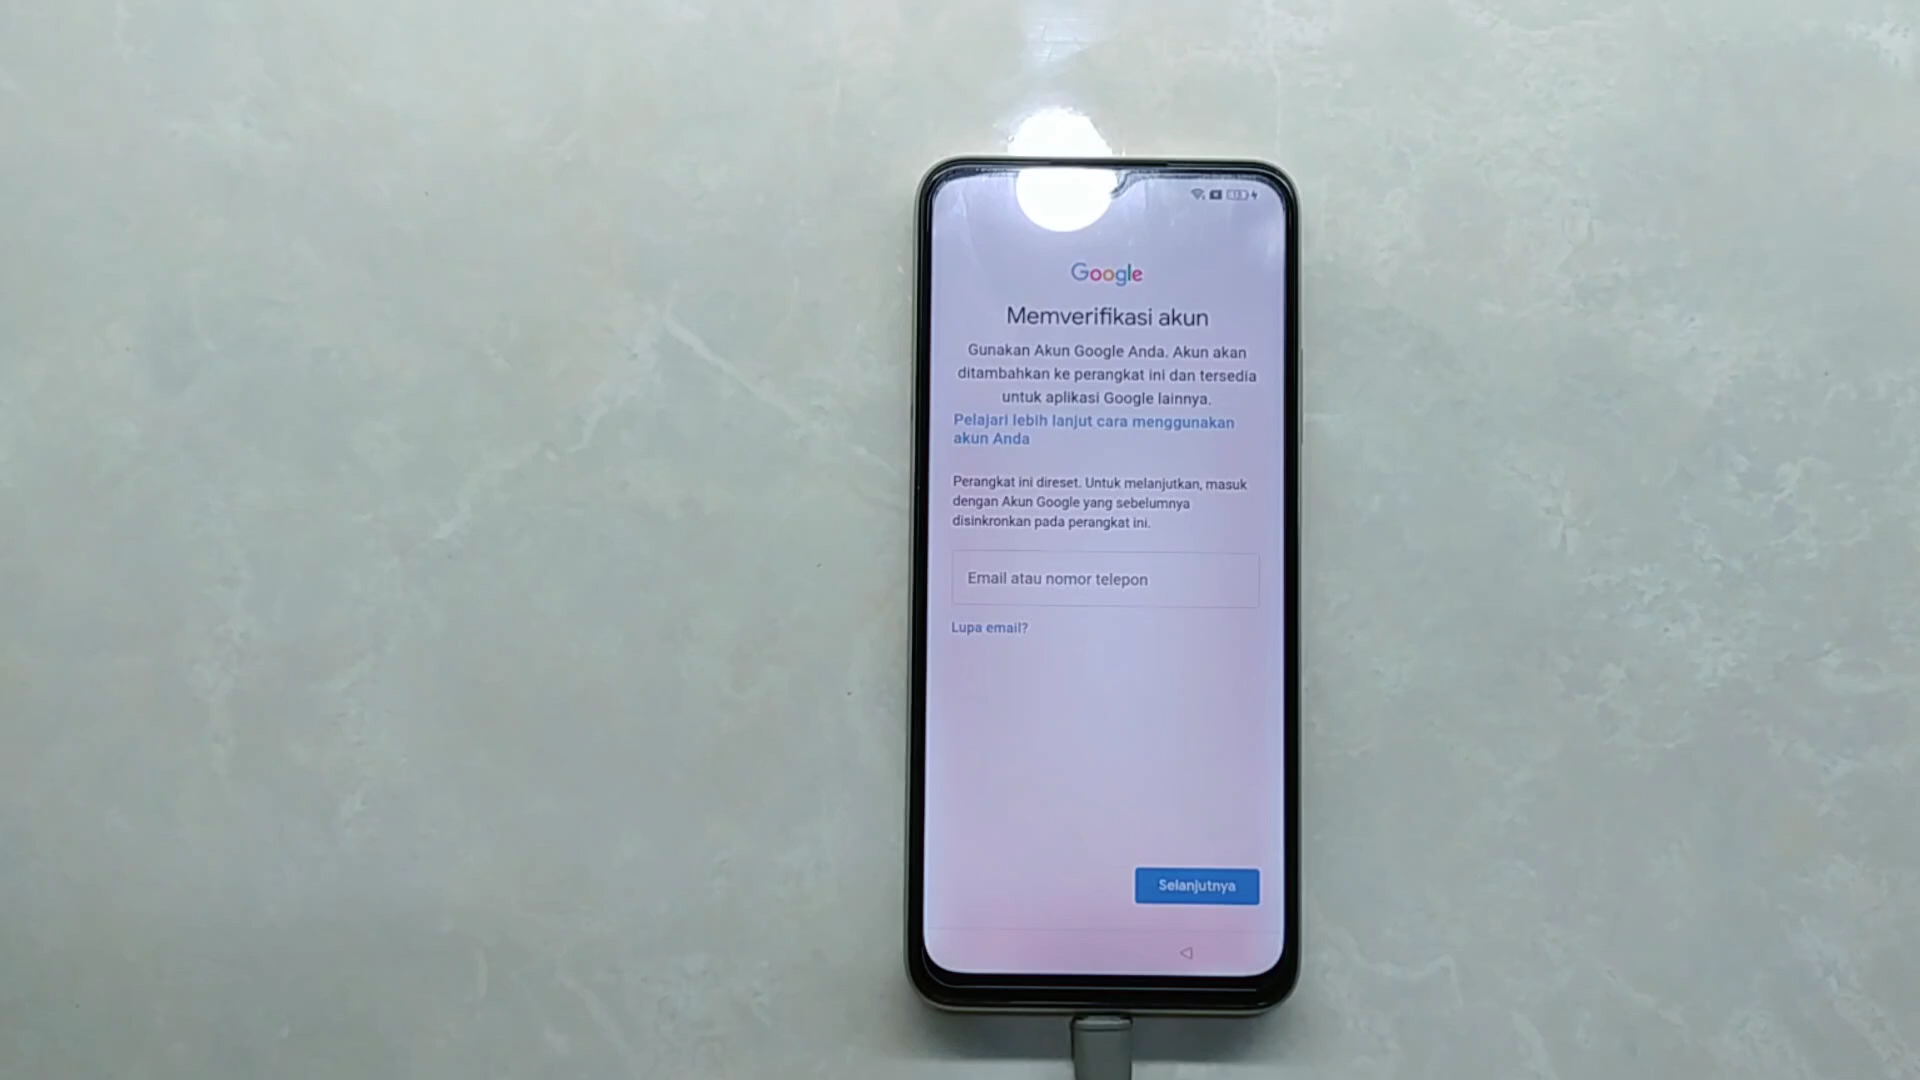 Google
Memverifikasi akun
Gunakan Akun Google Anda. Akun akan
ditambahkan ke perangkat ini dan tersedia
untuk aplikasi Google lainnya.
Pelajari lebih lanjut cara menggunakan
akun Anda
Perangkat ini direset. Untuk melanjutkan, masuk
dengan Akun Google yang sebelumnya
disinkronkan pada perangkat ini.
Email atau nomor telepon
Lupa email?
Selanjutnya